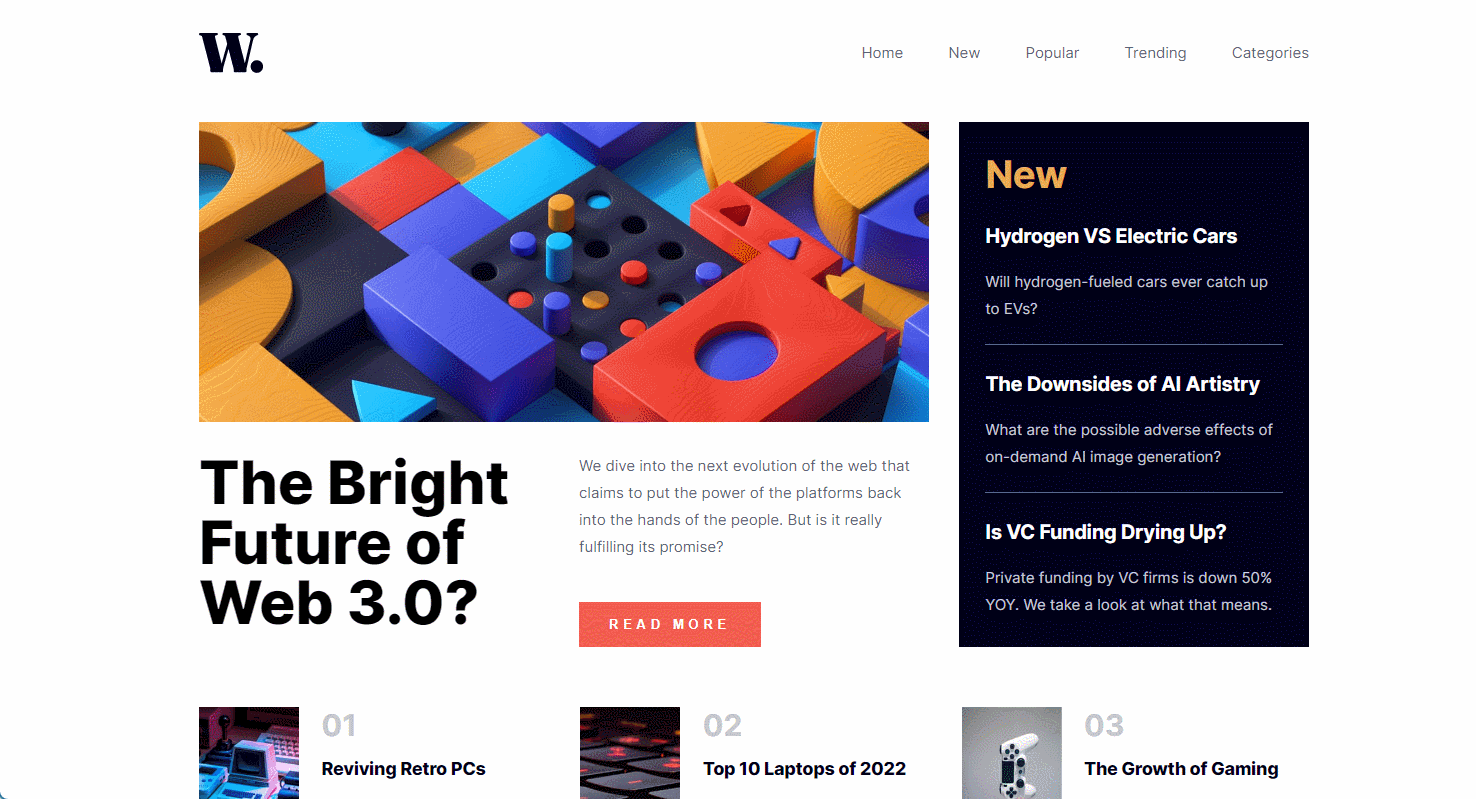 W.
Home
New
Popular
Trending
Categories
The Bright
Future of
Web 3.0?
We dive into the next evolution of the web that
claims to put the power of the platforms back
into the hands of the people. But is it really
fulfilling its promise?
READ MORE
New
Hydrogen VS Electric Cars
Will hydrogen-fueled cars ever catch up
to EVs?
The Downsides of AI Artistry
What are the possible adverse effects of
on-demand AI image generation?
Is VC Funding Drying Up?
Private funding by VC firms is down 50%
YOY. We take a look at what that means.
01
Reviving Retro PCs
02
Top 10 Laptops of 2022
03
The Growth of Gaming